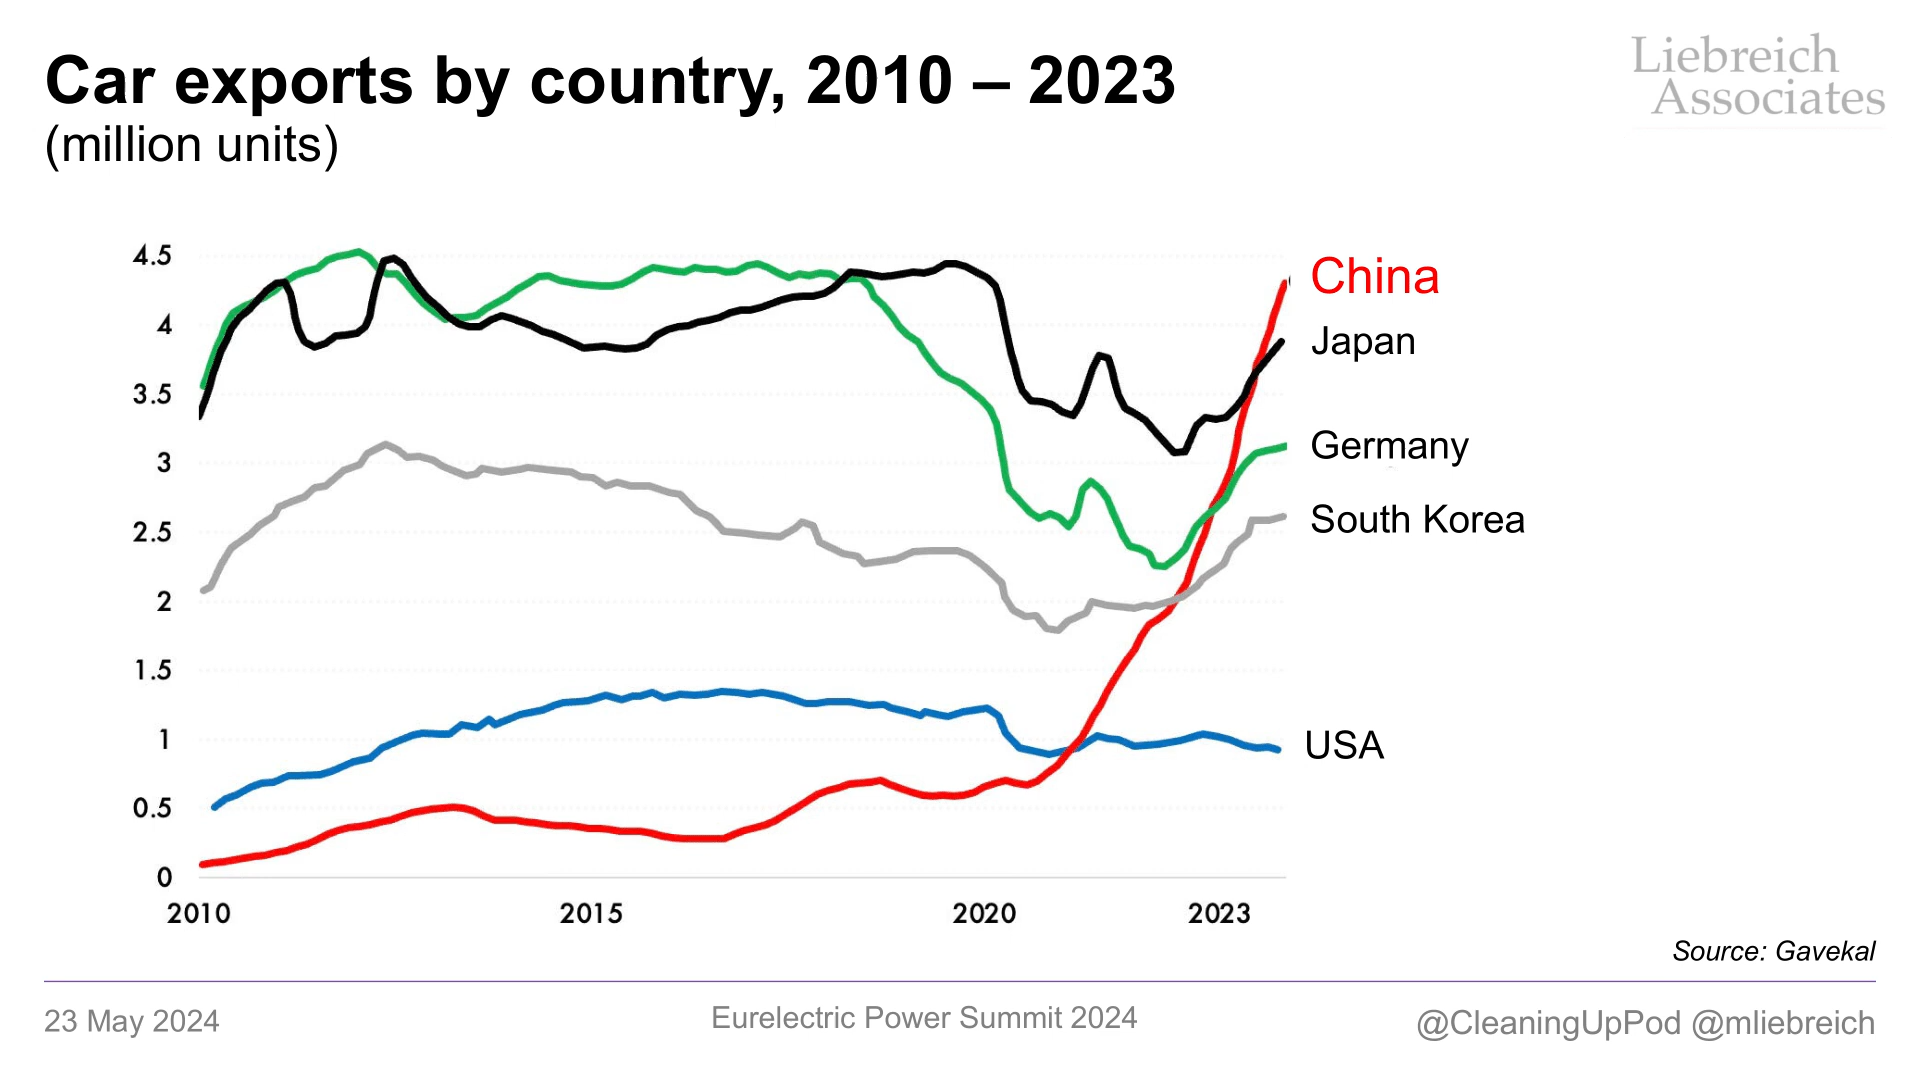 Car exports by country, 2010 – 2023
(million units)
Liebreich
Associates
4.5
4
3.5
3
2.5
2
1.5
1
0.5
0
2010
2015
2020
2023
China
Japan
Germany
South Korea
USA
Source: Gavekal
23 May 2024
Eurelectric Power Summit 2024
@CleaningUpPod @mliebreich